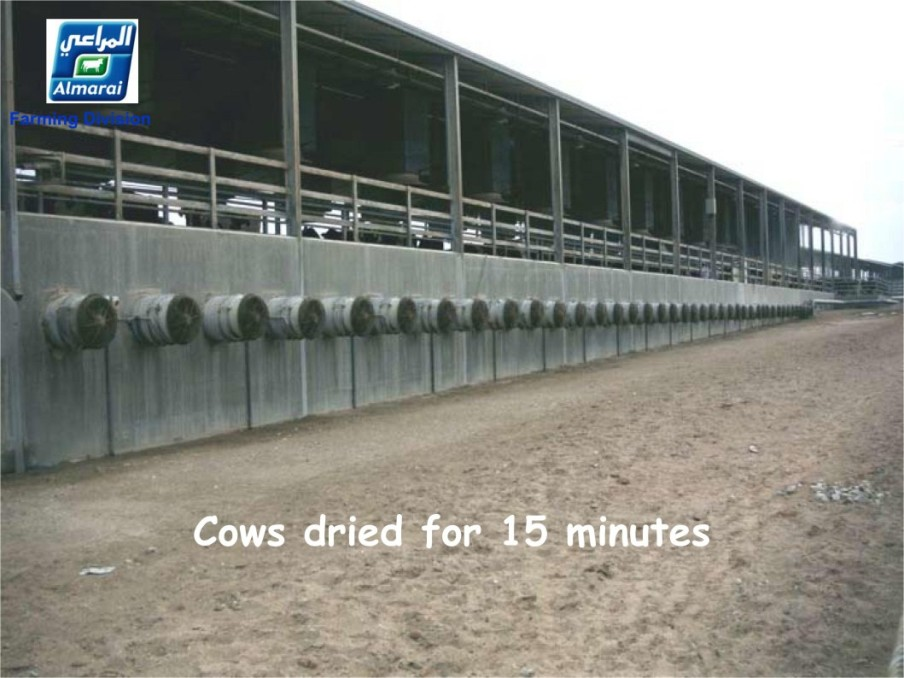 المراعي
Almarai
Farming Division
Cows dried for 15 minutes